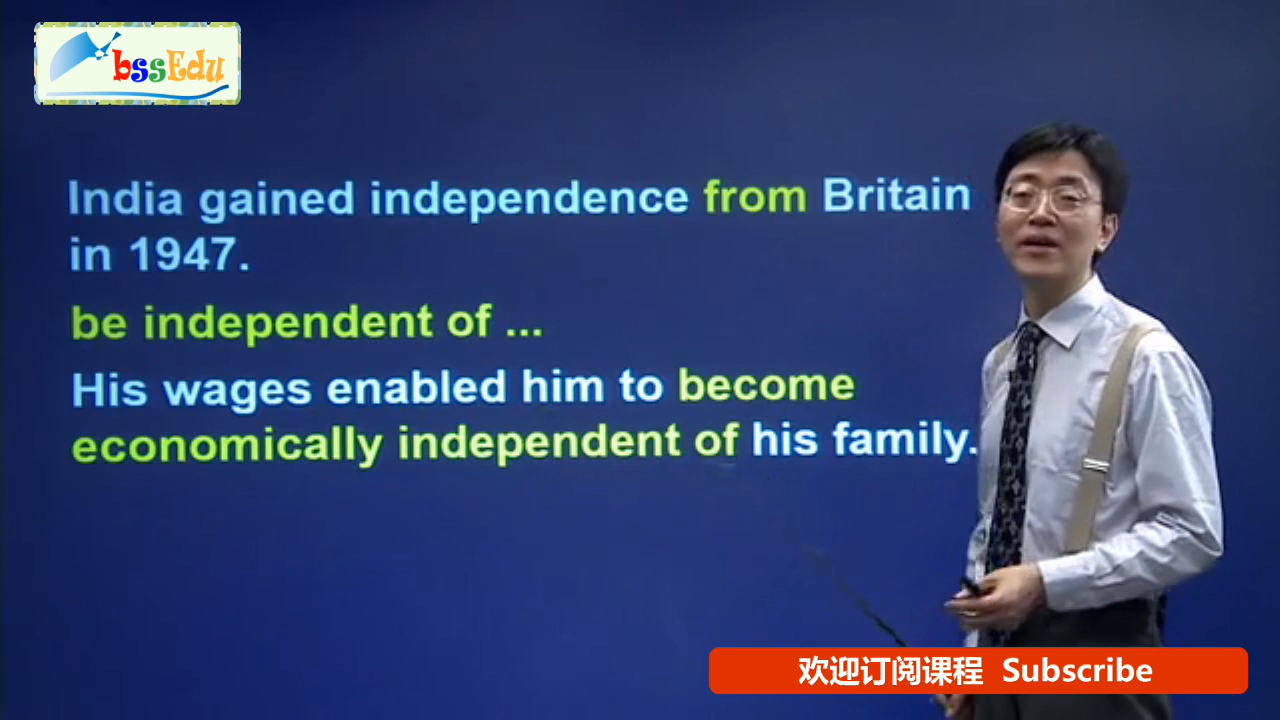 bssEdu
India gained independence from Britain
in 1947.
be independent of ...
His wages enabled him to become
economically independent of his family.
欢迎订阅课程 Subscribe